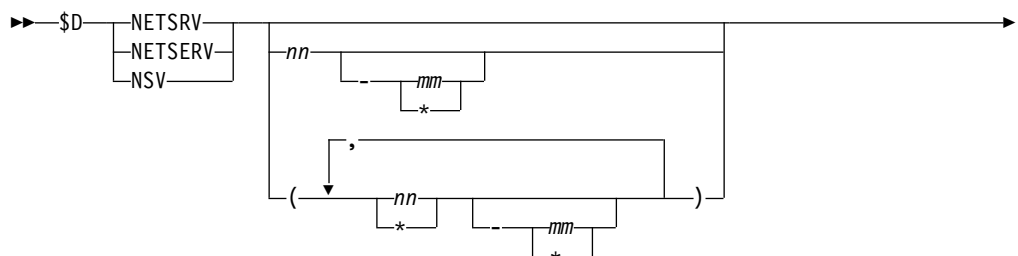 $D NETSRV
NETSERV nn
NSV - mm
*
,
( nn )
* - mm
*